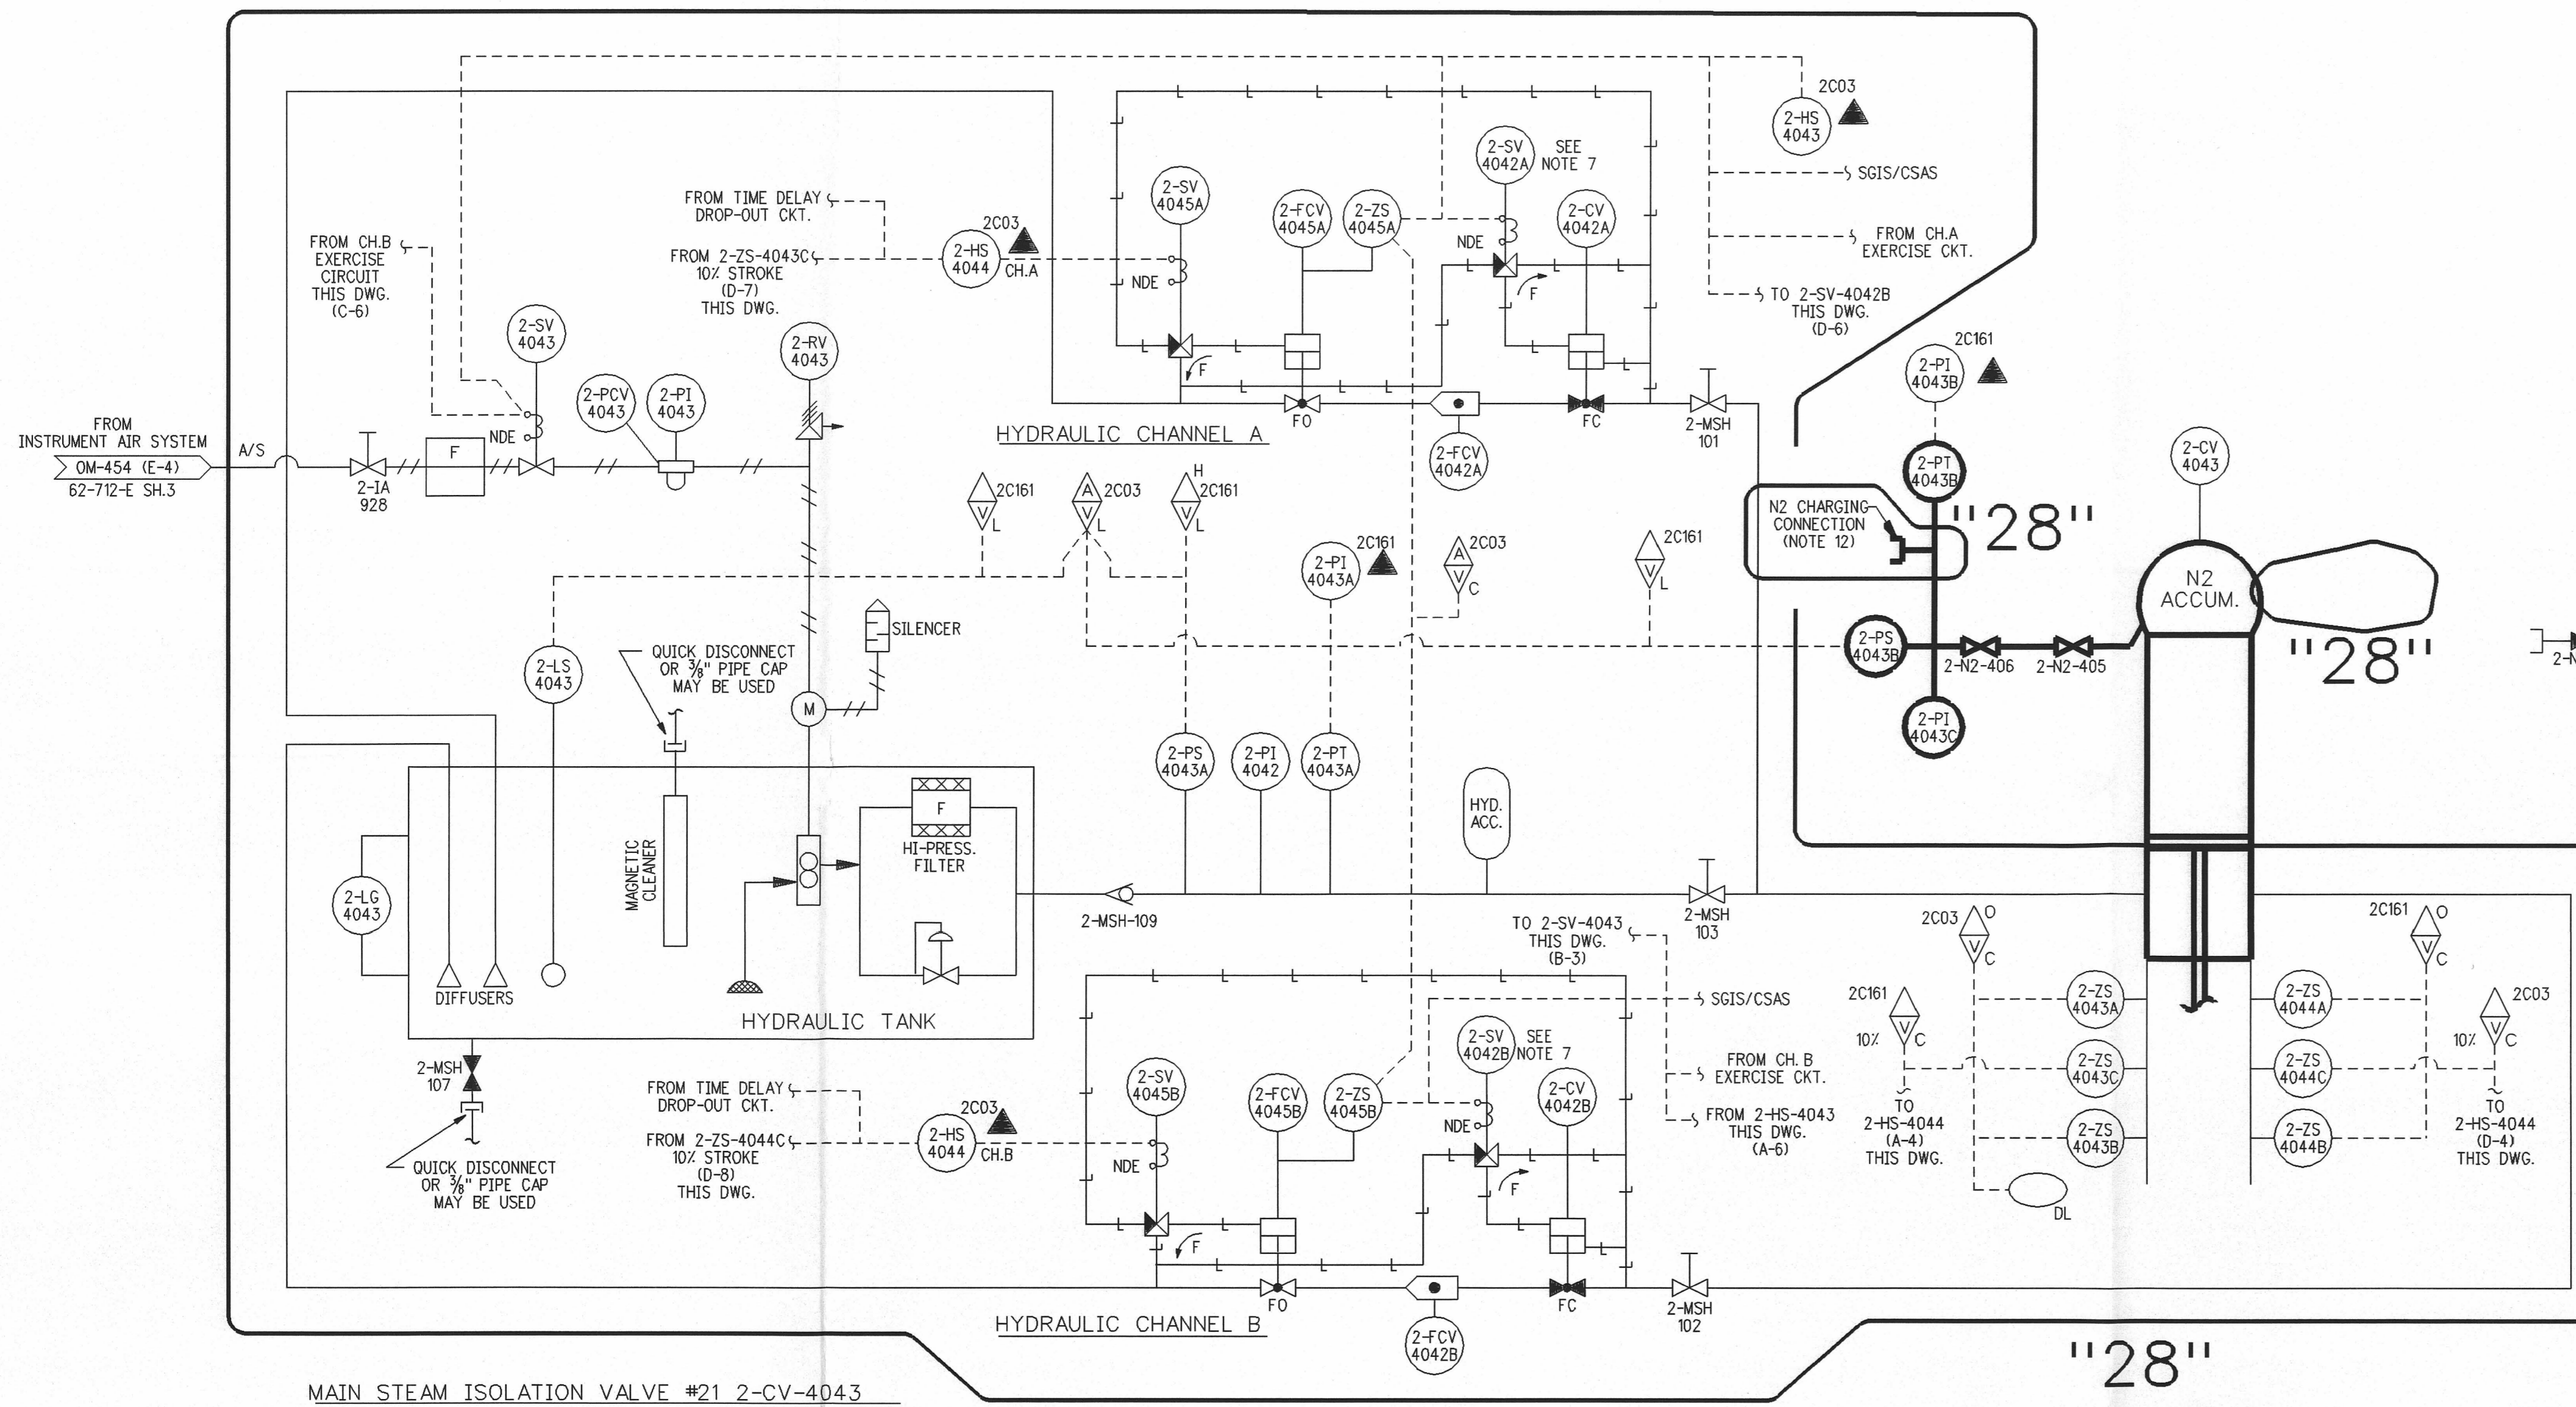 2C03
2-HS
4043
2-SV
4042A
SEE
NOTE 7
SGIS/CSAS
2-SV
4045A
FROM TIME DELAY
DROP-OUT CKT.
2-FCV
4045A
2-ZS
4045A
2-CV
4042A
2C03
FROM CH.A
EXERCISE CKT.
FROM CH.B
EXERCISE
CIRCUIT
THIS DWG.
(C-6)
FROM 2-ZS-4043C
10% STROKE
(D-7)
THIS DWG.
2-HS
4044
CH.A
NDE
NDE
F
TO 2-SV-4042B
THIS DWG.
(D-6)
2-SV
4043
2-RV
4043
2C161
2-PI
4043B
F
2-PCV
4043
2-PI
4043
FROM
INSTRUMENT AIR SYSTEM
OM-454 (E-4)
62-712-E SH.3
A/S
NDE
F
2-IA
928
HYDRAULIC CHANNEL A
FO
FC
2-FCV
4042A
2-MSH
101
2-CV
4043
2-PT
4043B
2C161
V
L
A
2C03
V
L
H
2C161
V
L
N2 CHARGING
CONNECTION
(NOTE 12)
"28"
2C161
2-PI
4043A
A
2C03
V
C
2C161
V
L
N2
ACCUM.
SILENCER
QUICK DISCONNECT
OR 3/8" PIPE CAP
MAY BE USED
2-LS
4043
2-PS
4043B
2-N2-406
2-N2-405
"28"
2-N
M
2-PI
4043C
2-PS
4043A
2-PI
4042
2-PT
4043A
HYD.
ACC.
F
HI-PRESS.
FILTER
MAGNETIC
CLEANER
2-LG
4043
2-MSH-109
2-MSH
103
TO 2-SV-4043
THIS DWG.
(B-3)
2C03
O
V
C
2C161
O
V
C
DIFFUSERS
HYDRAULIC TANK
SGIS/CSAS
2C161
V
10%
C
2-ZS
4043A
2-ZS
4044A
2C03
V
10%
C
2-SV
4042B
SEE
NOTE 7
2-MSH
107
2-SV
4045B
2-FCV
4045B
2-ZS
4045B
2-CV
4042B
FROM CH. B
EXERCISE CKT.
2-ZS
4043C
2-ZS
4044C
FROM TIME DELAY
DROP-OUT CKT.
2C03
FROM 2-ZS-4044C
10% STROKE
(D-8)
THIS DWG.
2-HS
4044
CH.B
NDE
NDE
F
FROM 2-HS-4043
THIS DWG.
(A-6)
TO
2-HS-4044
(A-4)
THIS DWG.
2-ZS
4043B
2-ZS
4044B
TO
2-HS-4044
(D-4)
THIS DWG.
QUICK DISCONNECT
OR 3/8" PIPE CAP
MAY BE USED
DL
F
FO
FC
HYDRAULIC CHANNEL B
2-FCV
4042B
2-MSH
102
"28"
MAIN STEAM ISOLATION VALVE #21 2-CV-4043